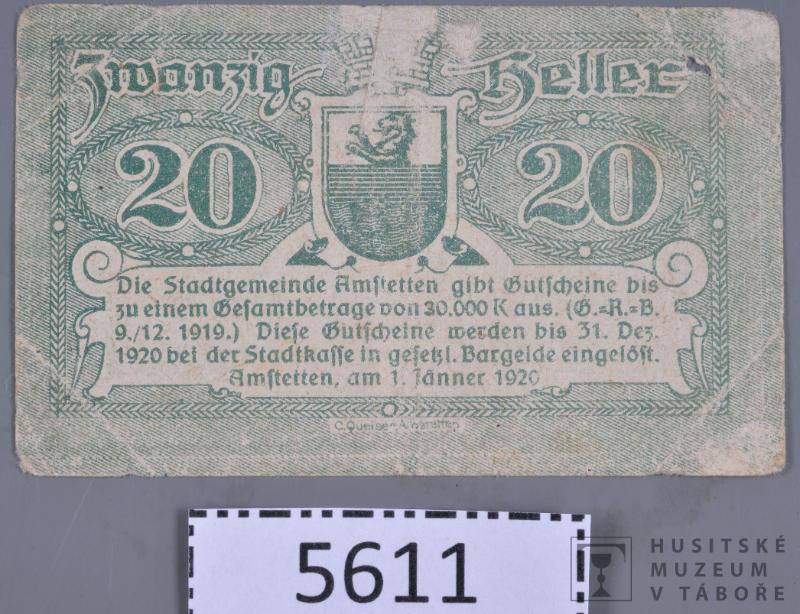 Zwanzig Heller
20 20
Die Stadtgemeinde Amstetten gibt Gutscheine bis
zu einem Gesamtbetrage von 30.000 K aus. (G.=R.=B.
9./12. 1919.) Diese Gutscheine werden bis 31. Dez.
1920 bei der Stadtkasse in gesetzl. Bargelde eingelöst.
Amstetten, am 1. Jänner 1920
C. Queiser, Amstetten
5611
HUSITSKÉ
MUZEUM
V TÁBOŘE